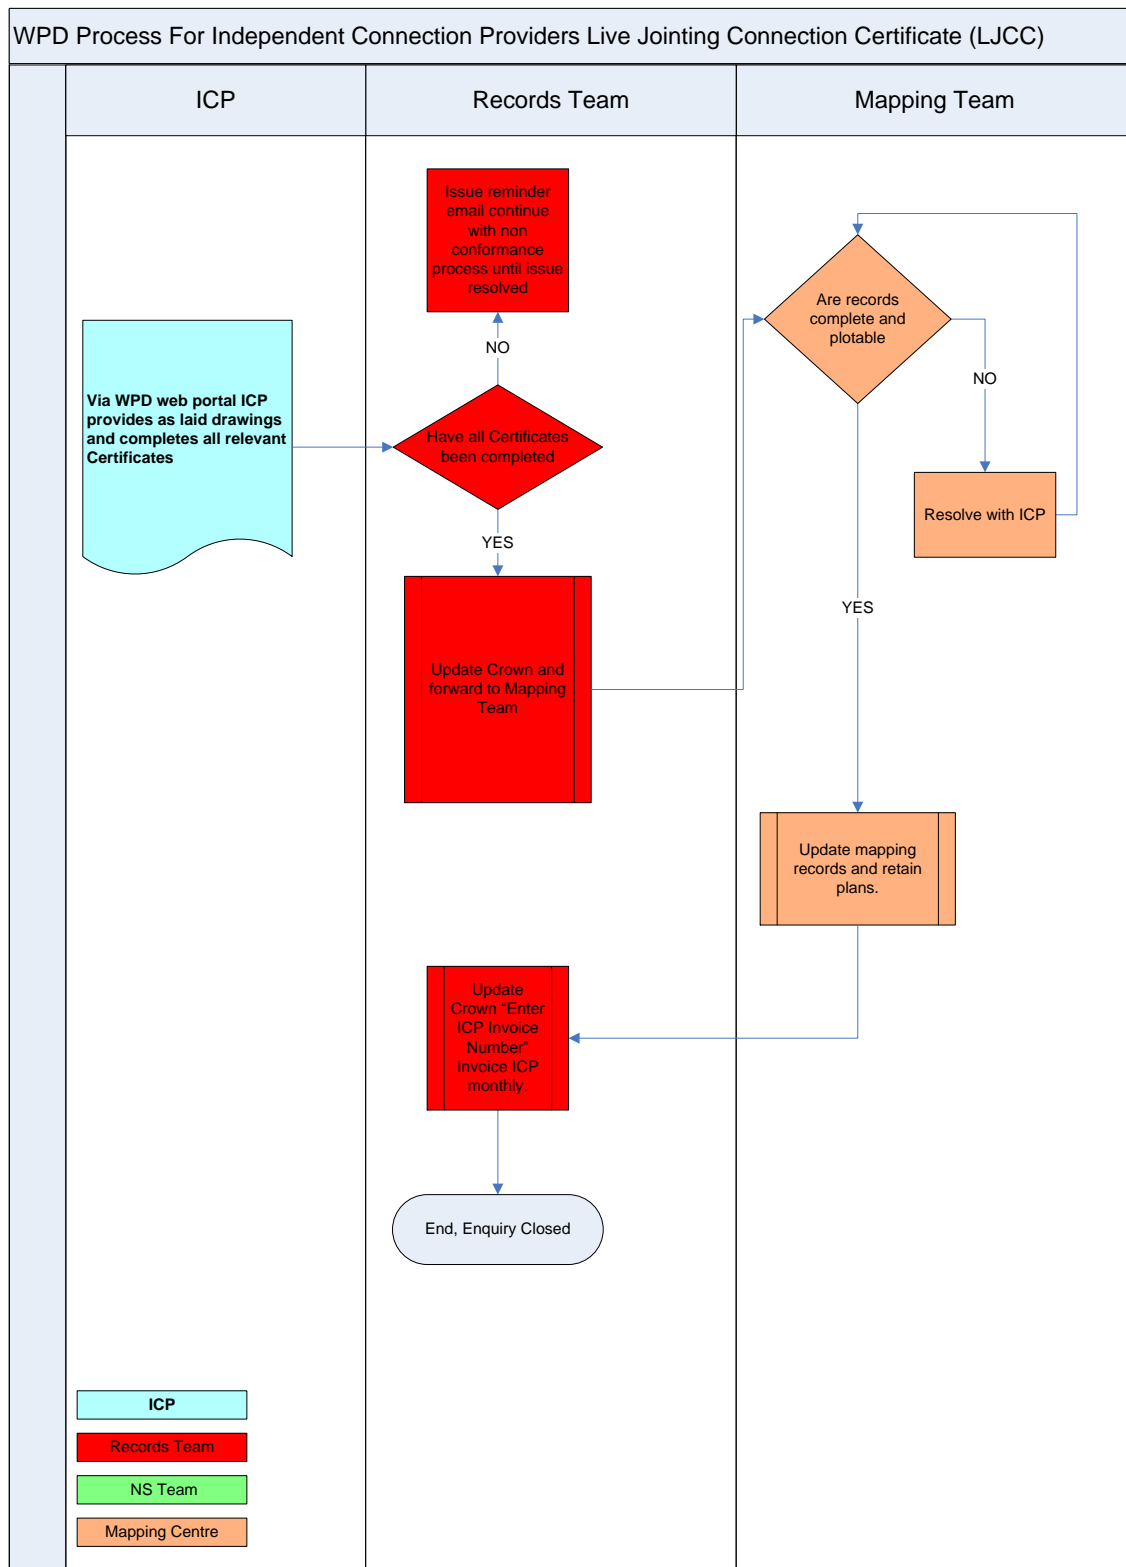 WPD Process For Independent Connection Providers Live Jointing Connection Certificate (LJCC)
ICP
Records Team
Mapping Team
Via WPD web portal ICP
provides as laid drawings
and completes all relevant
Certificates
Issue reminder
email continue
with non
conformance
process until issue
resolved
NO
Have all Certificates
been completed
YES
Update Crown and
forward to Mapping
Team
Are records
complete and
plotable
NO
Resolve with ICP
YES
Update mapping
records and retain
plans.
Update
Crown “Enter
ICP Invoice
Number”
Invoice ICP
monthly.
End, Enquiry Closed
ICP
Records Team
NS Team
Mapping Centre